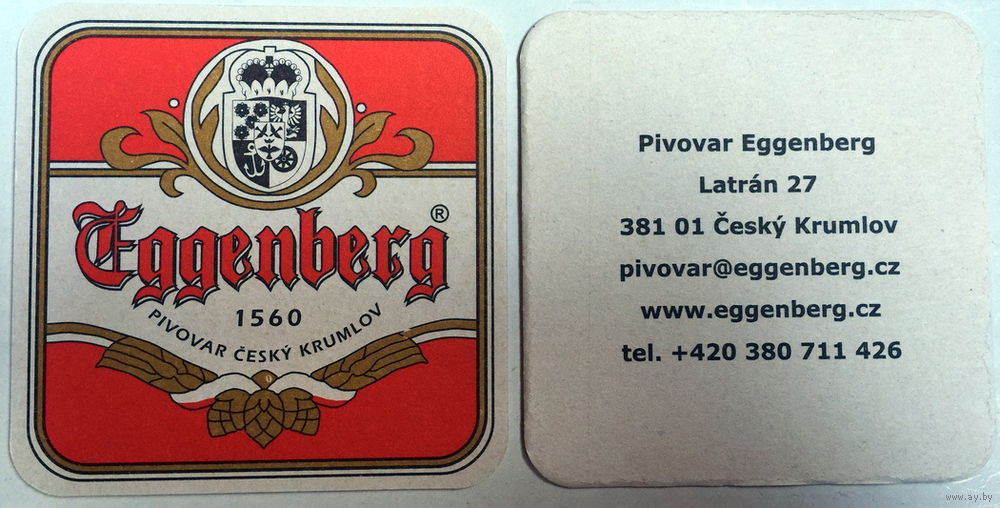 Eggenberg ®
1560
PIVOVAR ČESKÝ KRUMLOV
Pivovar Eggenberg
Latrán 27
381 01 Český Krumlov
pivovar@eggenberg.cz
www.eggenberg.cz
tel. +420 380 711 426
www.ay.by